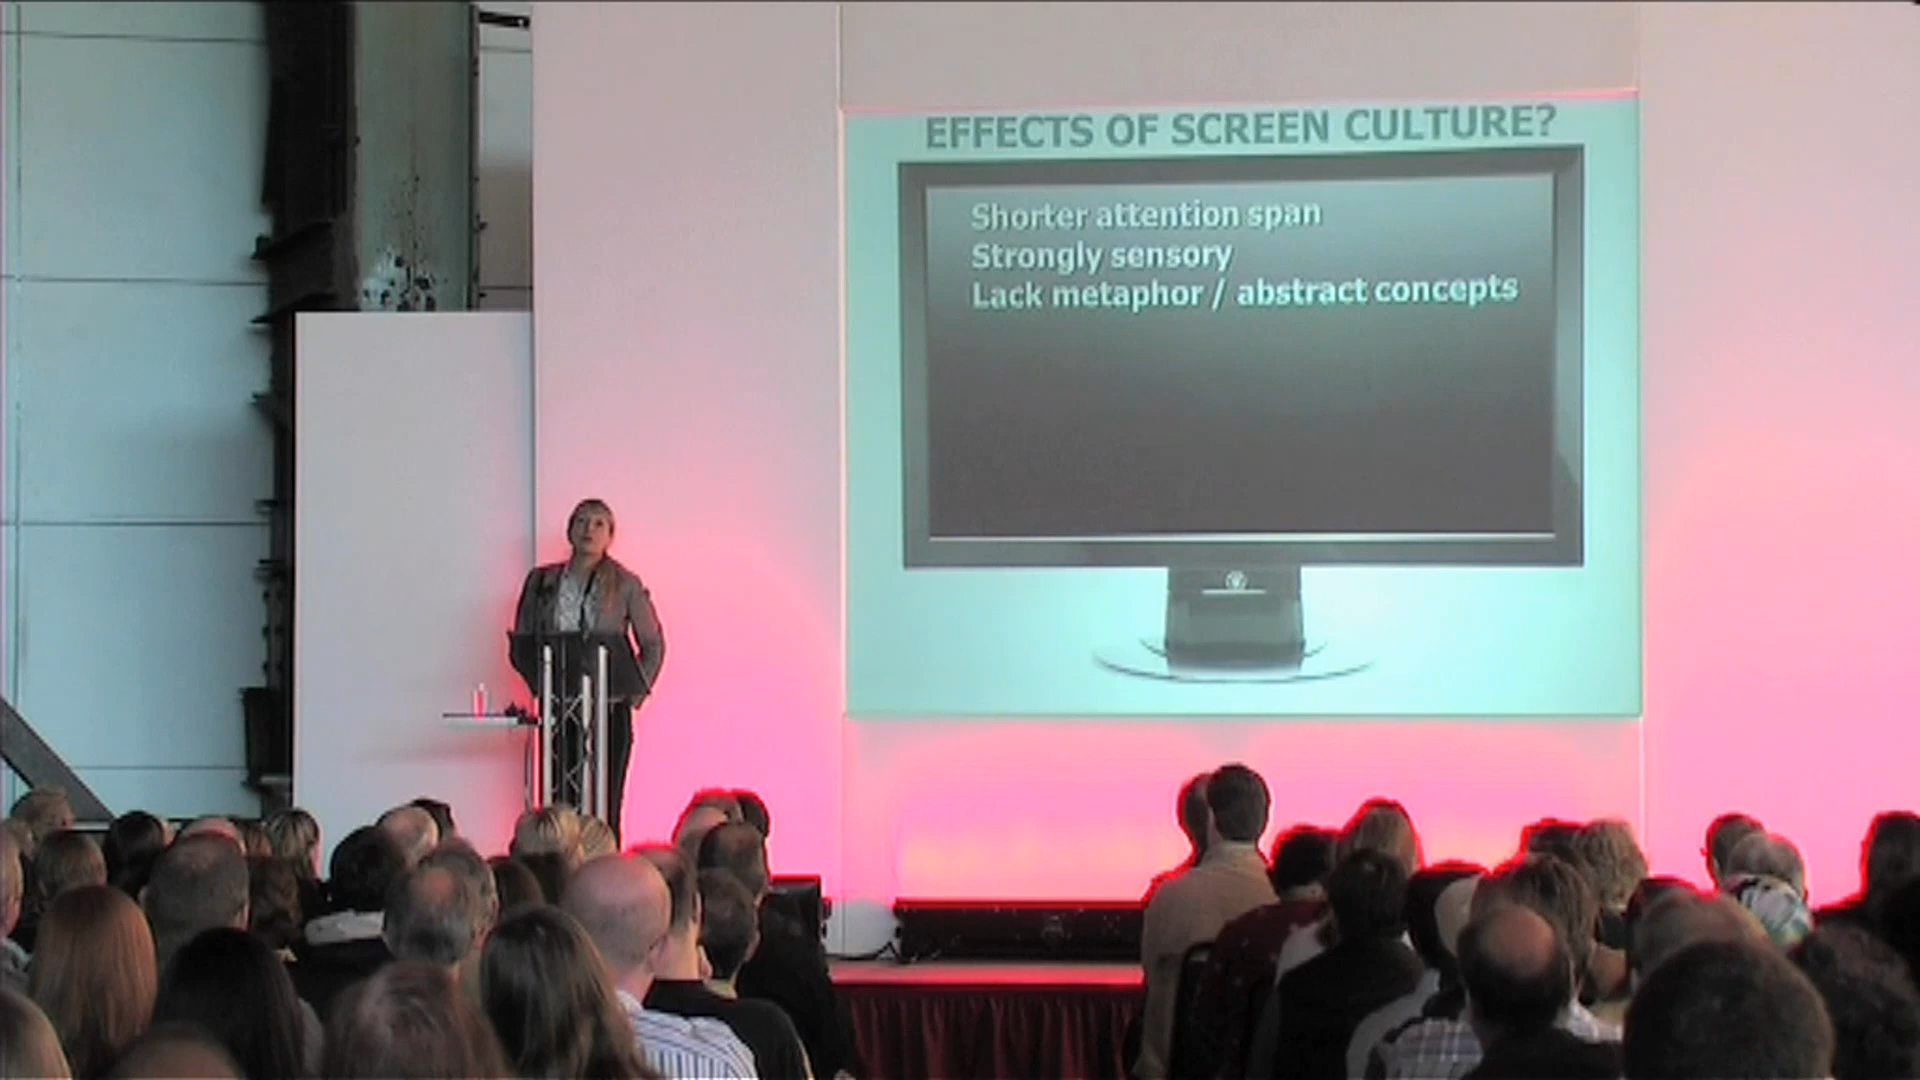 EFFECTS OF SCREEN CULTURE?
Shorter attention span
Strongly sensory
Lack metaphor / abstract concepts